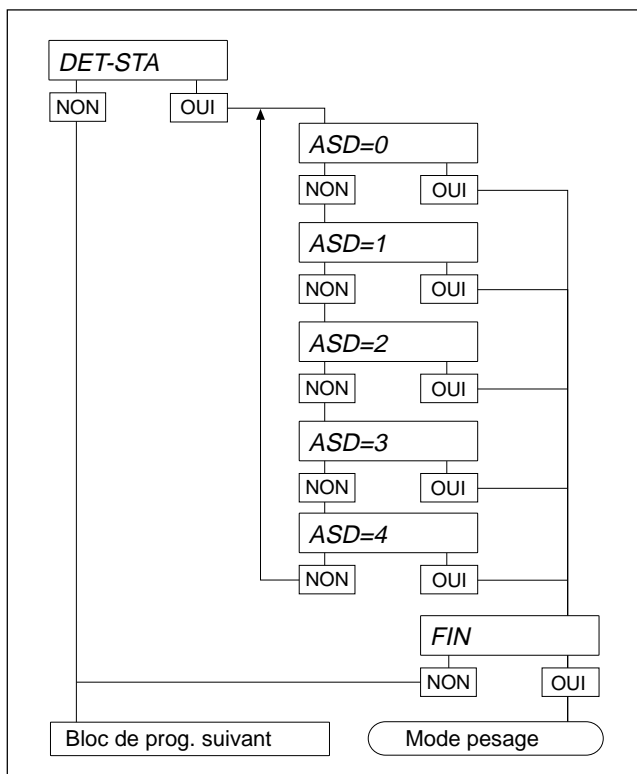 DET-STA
NON OUI
ASD=0
NON OUI
ASD=1
NON OUI
ASD=2
NON OUI
ASD=3
NON OUI
ASD=4
NON OUI
FIN
NON OUI
Bloc de prog. suivant Mode pesage